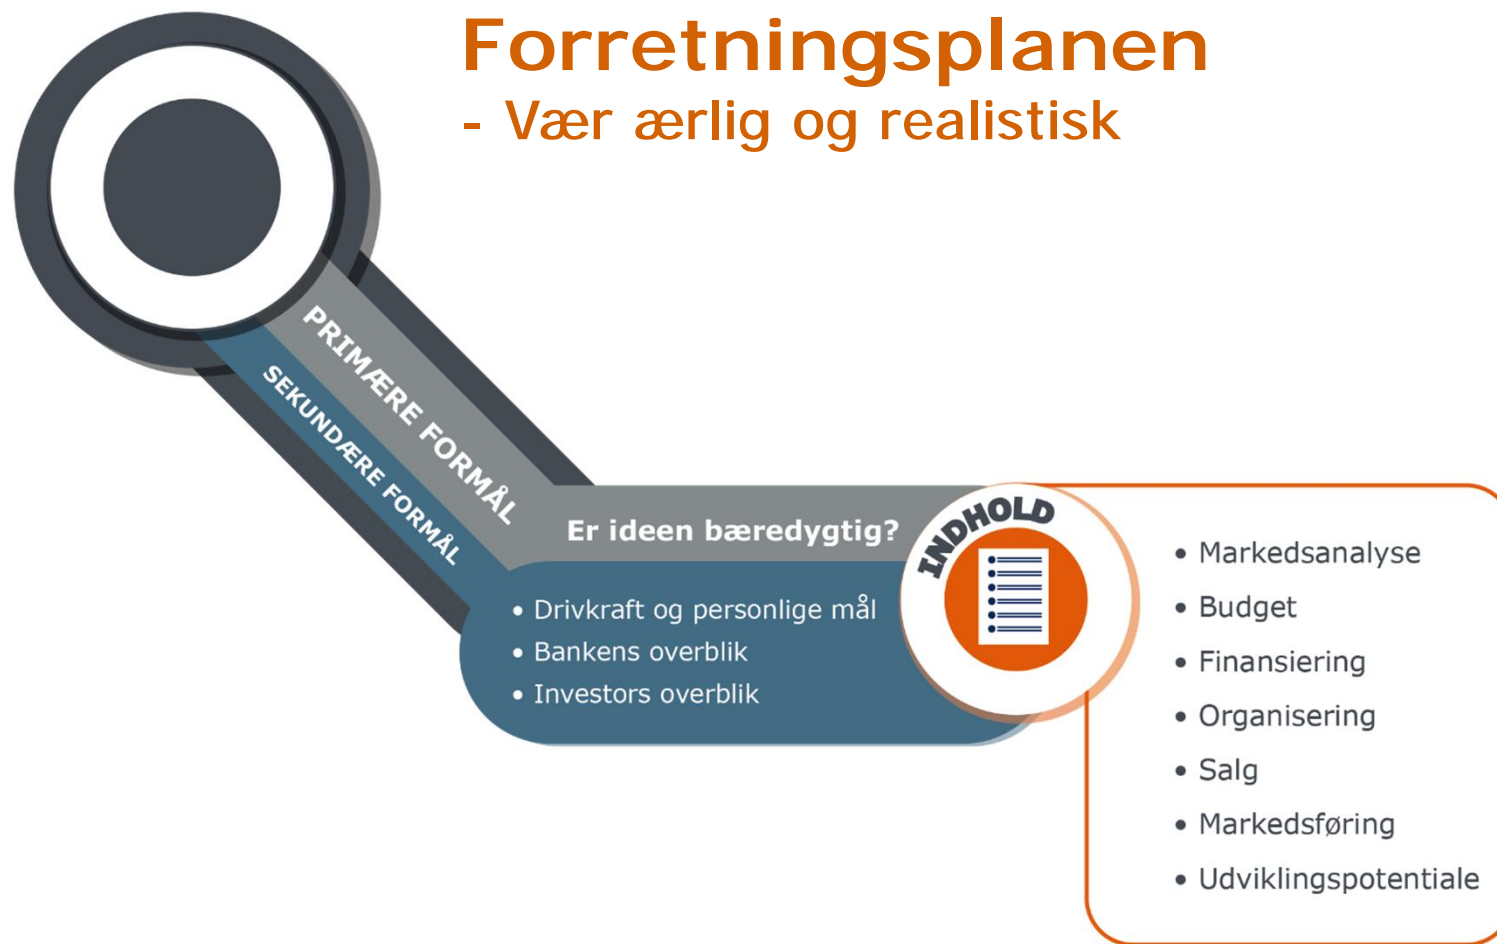 Forretningsplanen
- Vær ærlig og realistisk
PRIMÆRE FORMÅL
SEKUNDÆRE FORMÅL
Er ideen bæredygtig?
• Drivkraft og personlige mål
• Bankens overblik
• Investors overblik
INDHOLD
• Markedsanalyse
• Budget
• Finansiering
• Organisering
• Salg
• Markedsføring
• Udviklingspotentiale